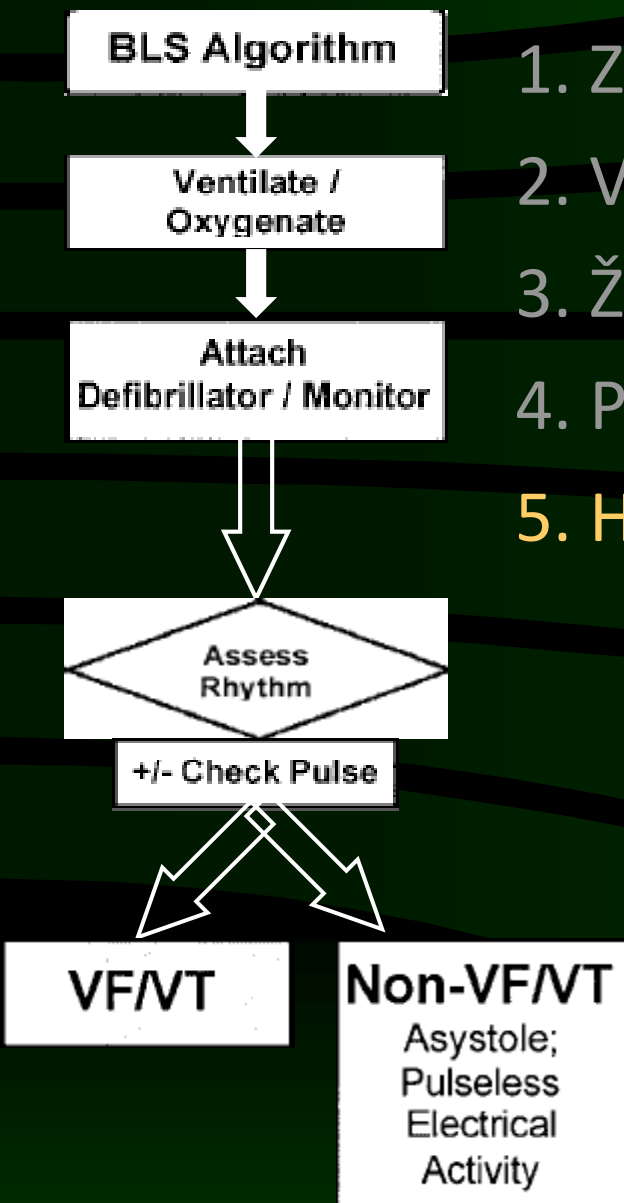 BLS Algorithm
Ventilate /
Oxygenate
Attach
Defibrillator / Monitor
Assess
Rhythm
+/- Check Pulse
VF/VT
Non-VF/VT
Asystole;
Pulseless
Electrical
Activity
1. Z
2. V
3. Ž
4. P
5. H